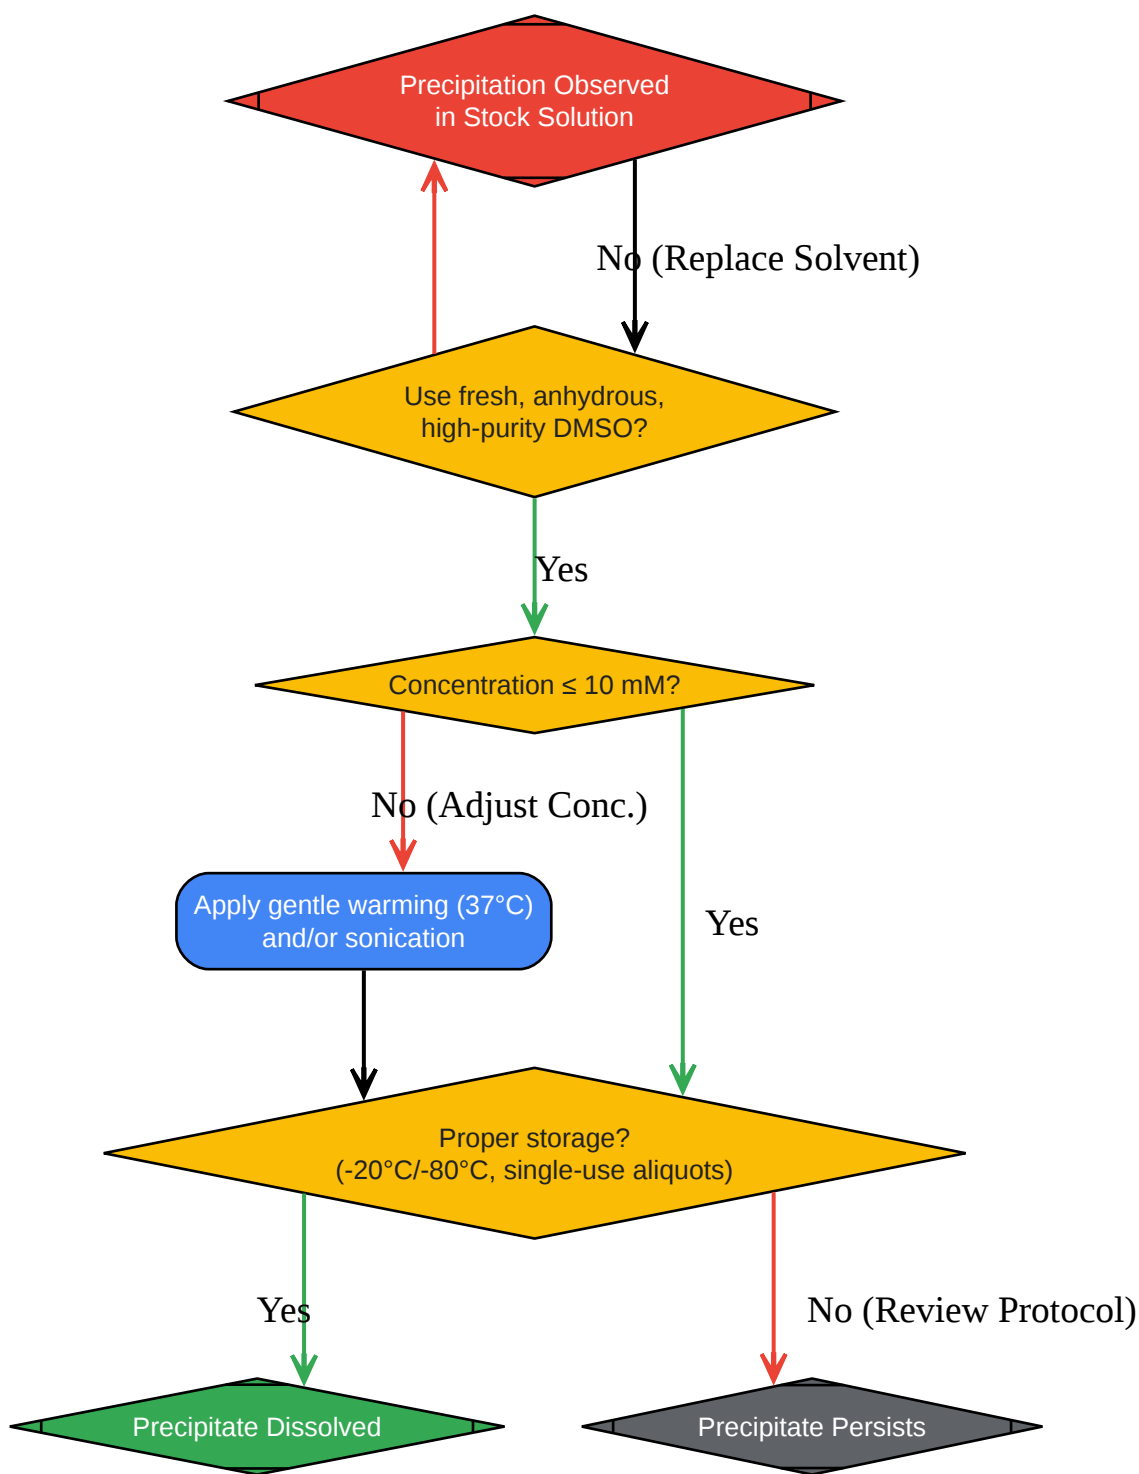 Precipitation Observed
in Stock Solution
No (Replace Solvent)
Use fresh, anhydrous,
high-purity DMSO?
Yes
Concentration ≤ 10 mM?
No (Adjust Conc.)
Apply gentle warming (37°C)
and/or sonication
Yes
Proper storage?
(-20°C/-80°C, single-use aliquots)
Yes
No (Review Protocol)
Precipitate Dissolved
Precipitate Persists